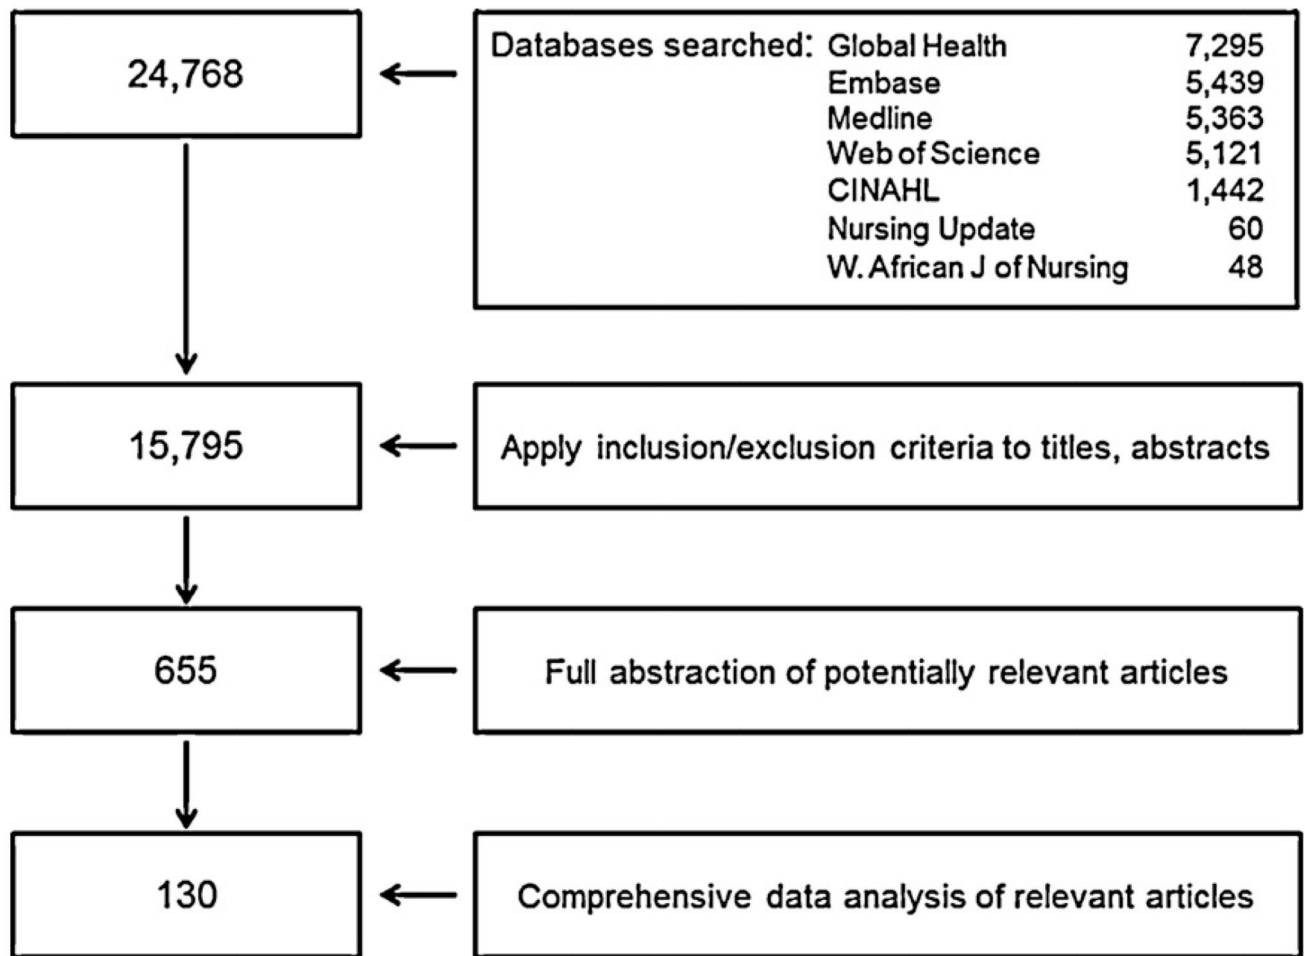 24,768
Databases searched: Global Health 7,295
Embase 5,439
Medline 5,363
Web of Science 5,121
CINAHL 1,442
Nursing Update 60
W. African J of Nursing 48
15,795
Apply inclusion/exclusion criteria to titles, abstracts
655
Full abstraction of potentially relevant articles
130
Comprehensive data analysis of relevant articles